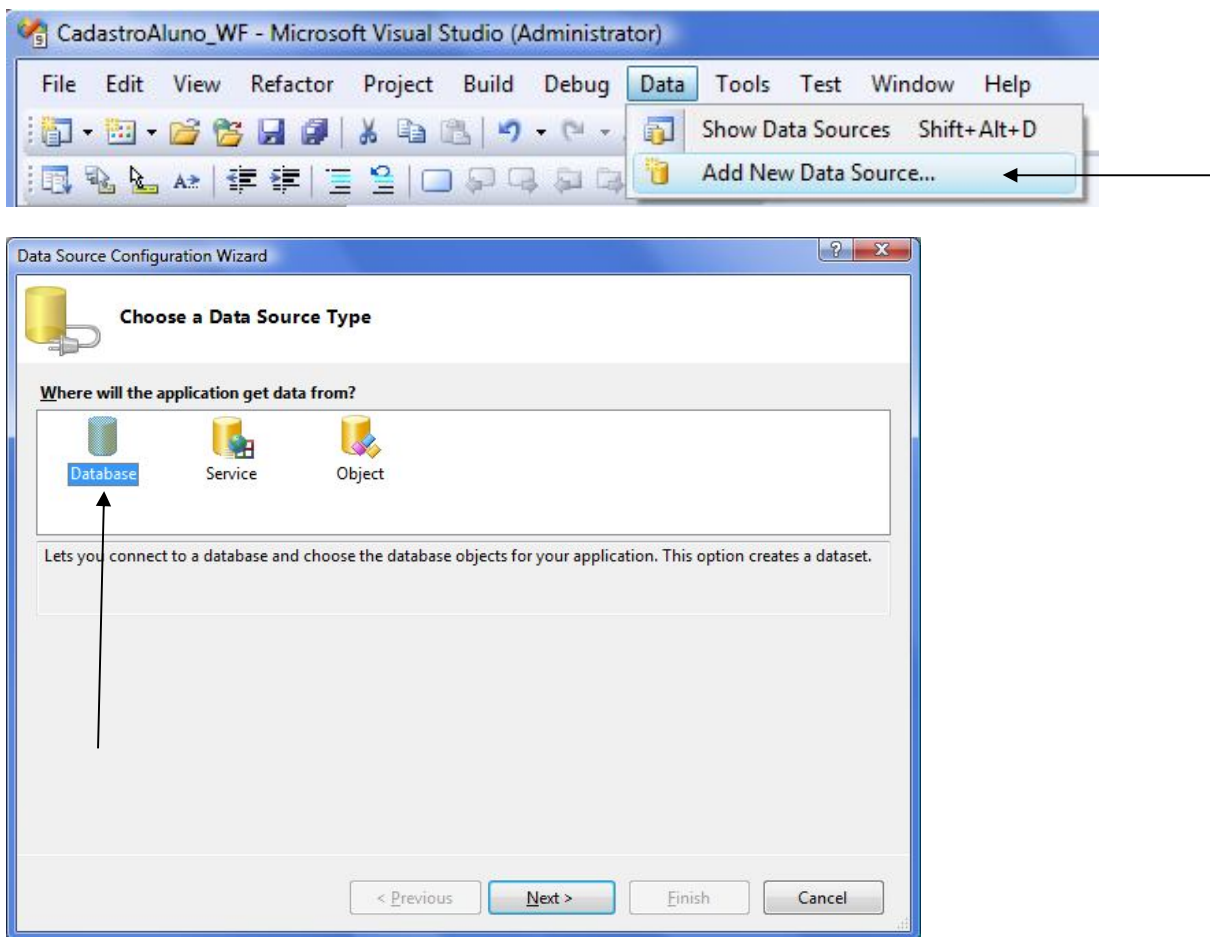 CadastroAluno_WF - Microsoft Visual Studio (Administrator)
File Edit View Refactor Project Build Debug Data Tools Test Window Help
Show Data Sources Shift+Alt+D
Add New Data Source...
Data Source Configuration Wizard
Choose a Data Source Type
Where will the application get data from?
Database Service Object
Lets you connect to a database and choose the database objects for your application. This option creates a dataset.
< Previous Next > Finish Cancel